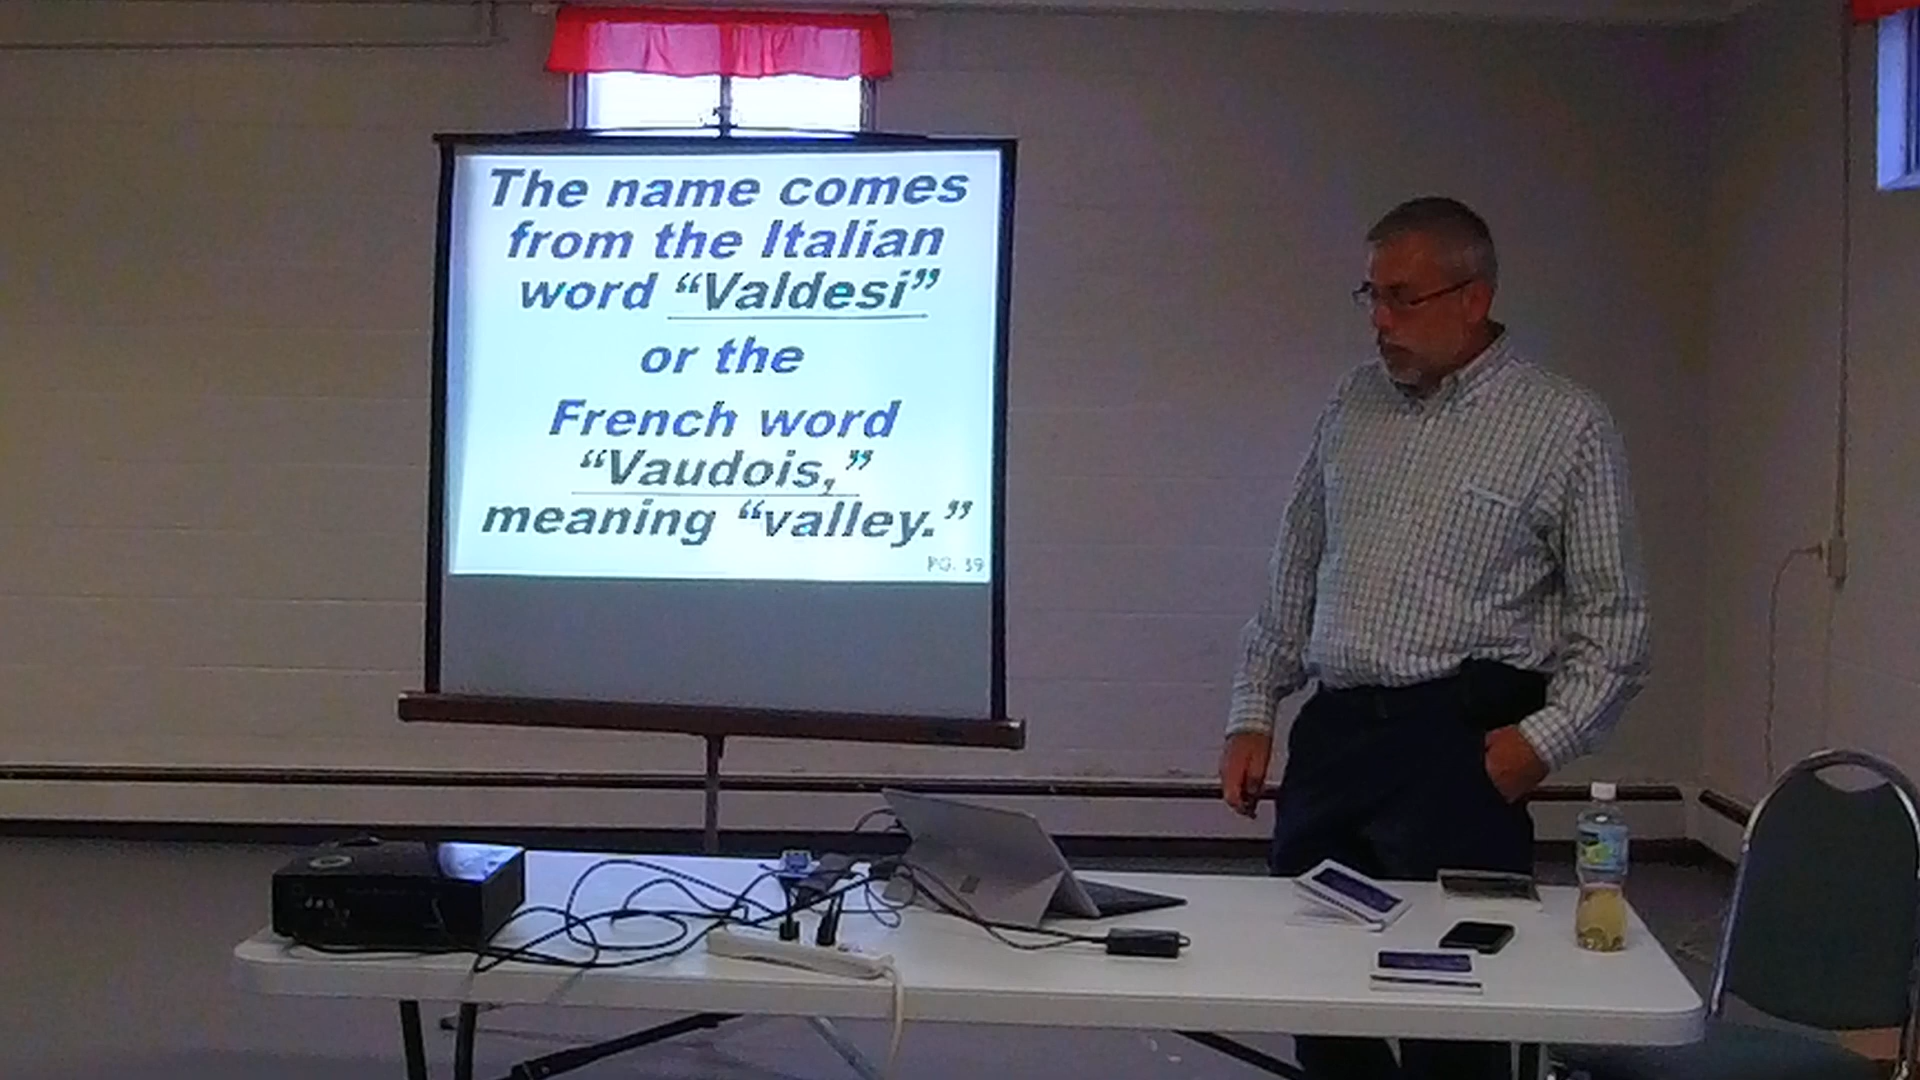 The name comes
from the Italian
word “Valdesi”
or the
French word
“Vaudois,”
meaning “valley.”
PG. 39